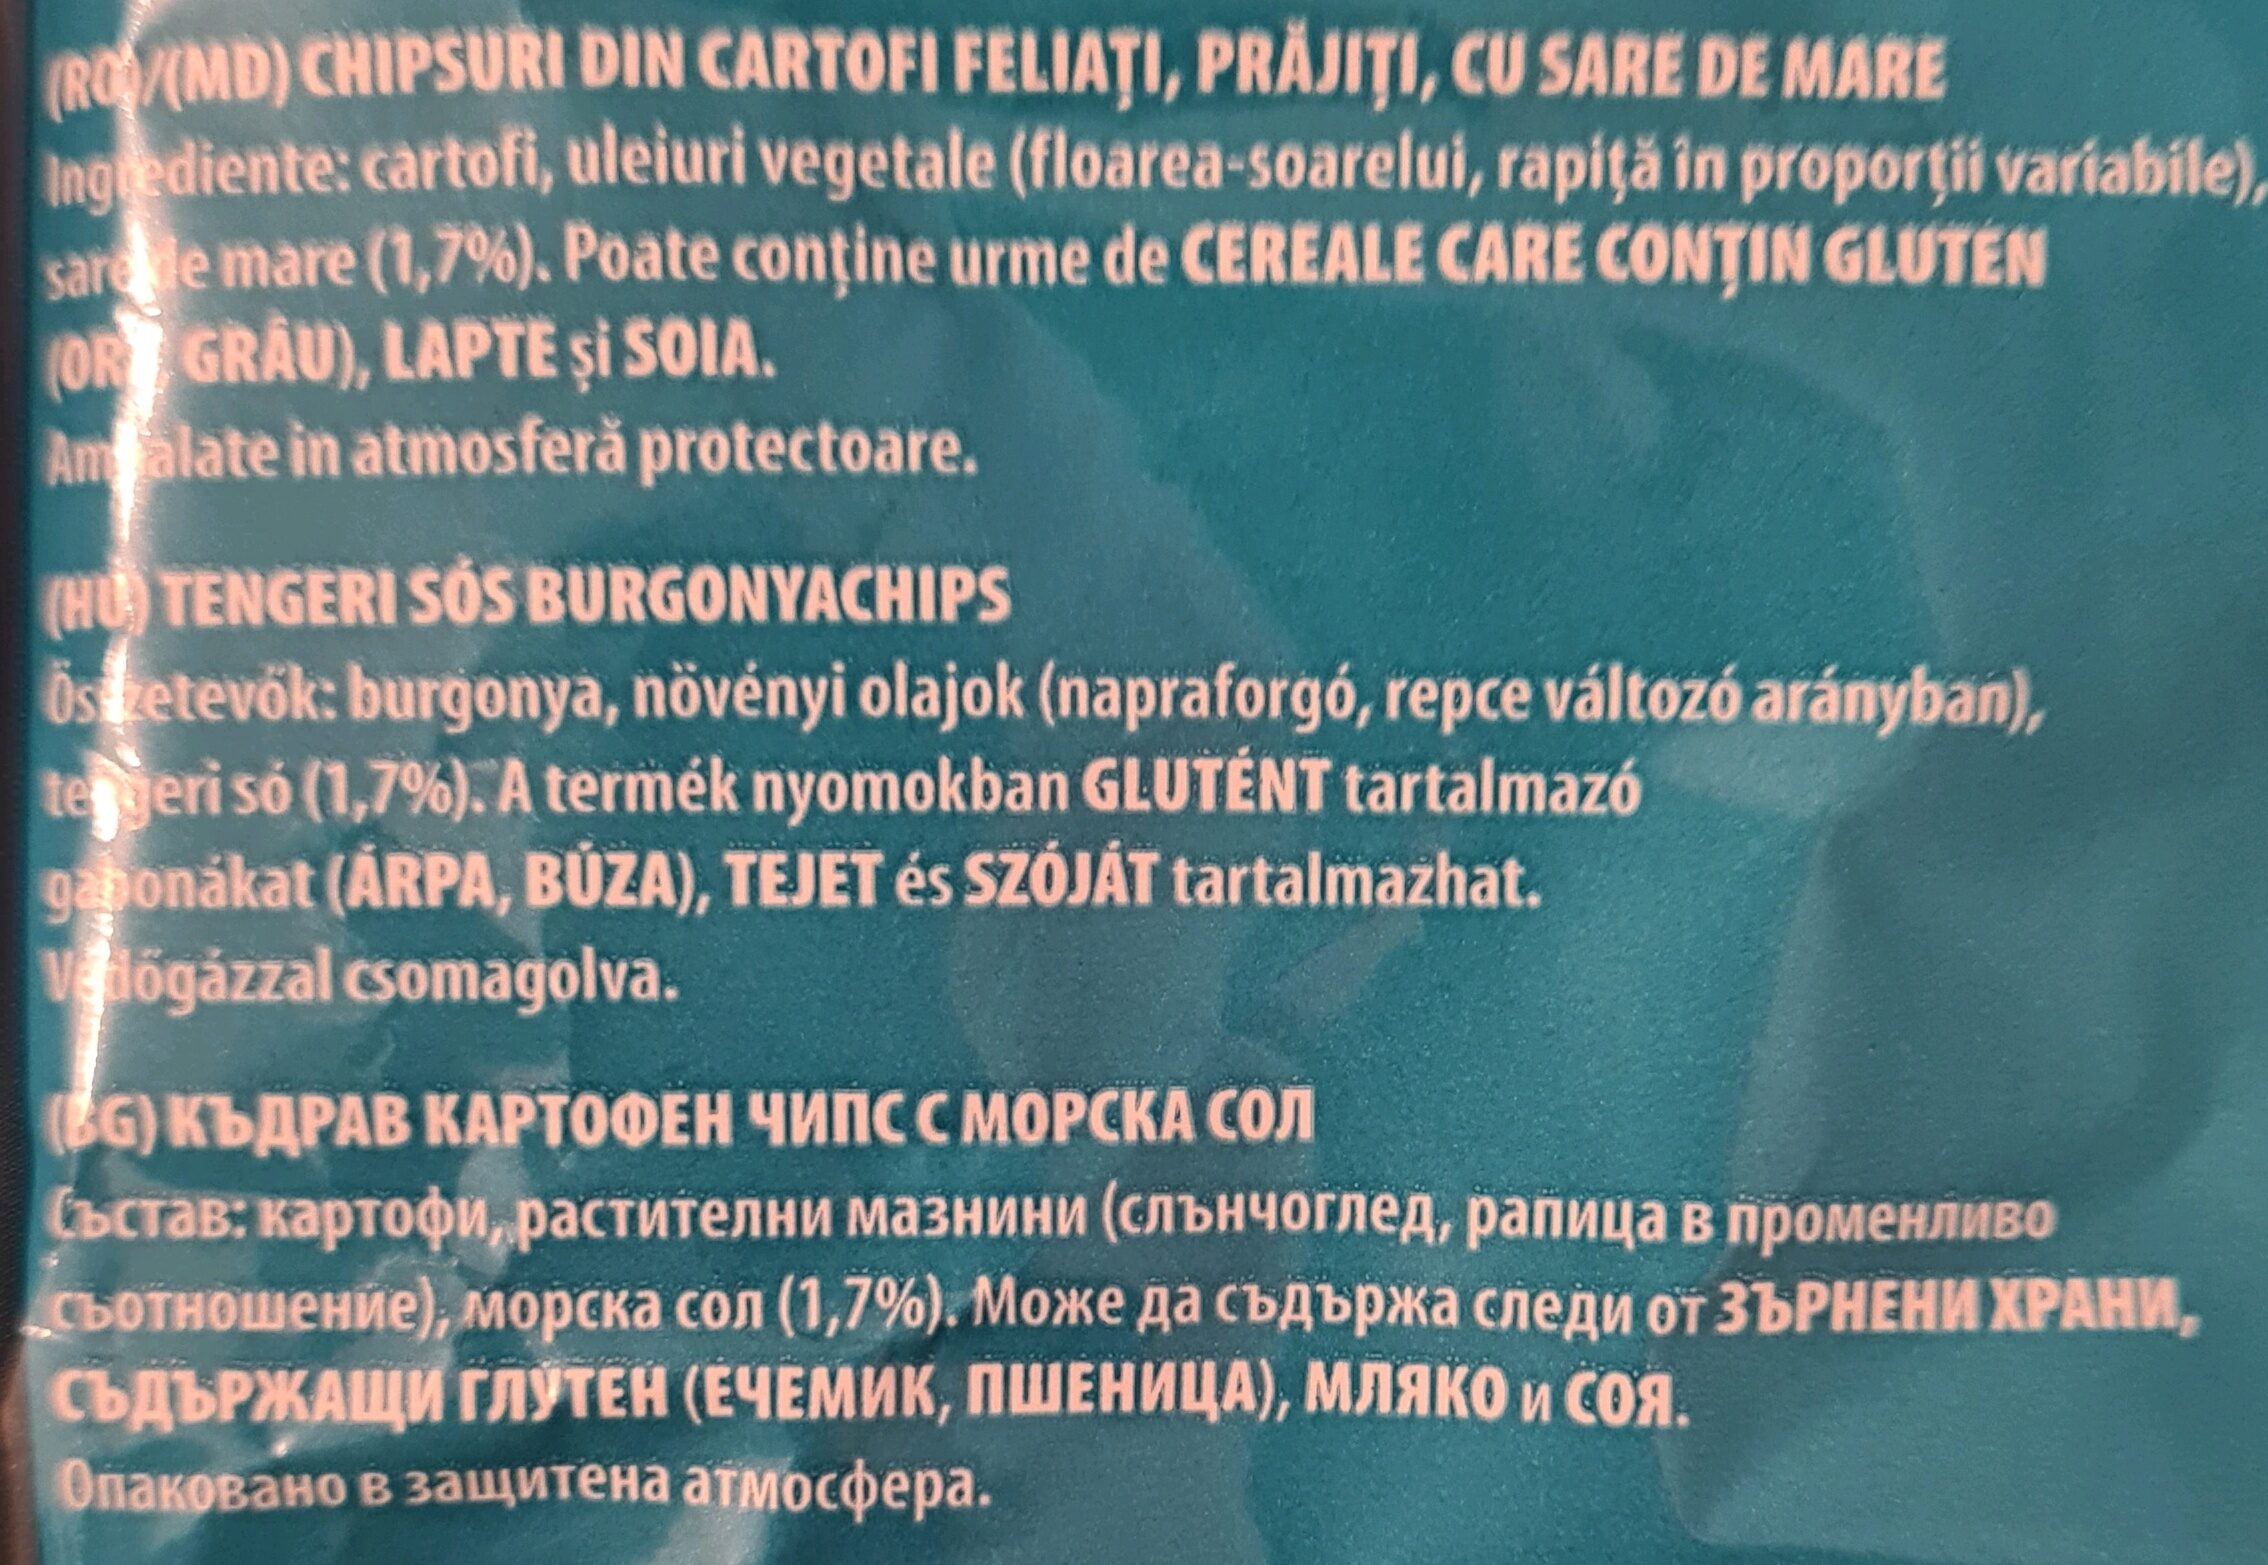 (RO)/(MD) CHIPSURI DIN CARTOFI FELIAȚI, PRĂJIȚI, CU SARE DE MARE
Ingrediente: cartofi, uleiuri vegetale (floarea-soarelui, rapiță în proporții variabile),
sare de mare (1,7%). Poate conține urme de CEREALE CARE CONȚIN GLUTEN
GRÂU), LAPTE și SOIA.
Ambalate in atmosferă protectoare.
(HU) TENGERI SÓS BURGONYACHIPS
Összetevők: burgonya, növényi olajok (napraforgó, repce változó arányban),
tengeri só (1,7%). A termék nyomokban GLUTÉNT tartalmazó
gabonákat (ÁRPA, BÚZA), TEJET és SZÓJÁT tartalmazhat.
Védőgázzal csomagolva.
(BG) КЪДРАВ КАРТОФЕН ЧИПС С МОРСКА СОЛ
Състав: картофи, растителни мазнини (слънчоглед, рапица в променливо
съотношение), морска сол (1,7%). Може да съдържа следи от ЗЪРНЕНИ ХРАНИ,
СЪДЪРЖАЩИ ГЛУТЕН (ЕЧЕМИК, ПШЕНИЦА), МЛЯКО и СОЯ.
Опаковано в защитена атмосфера.